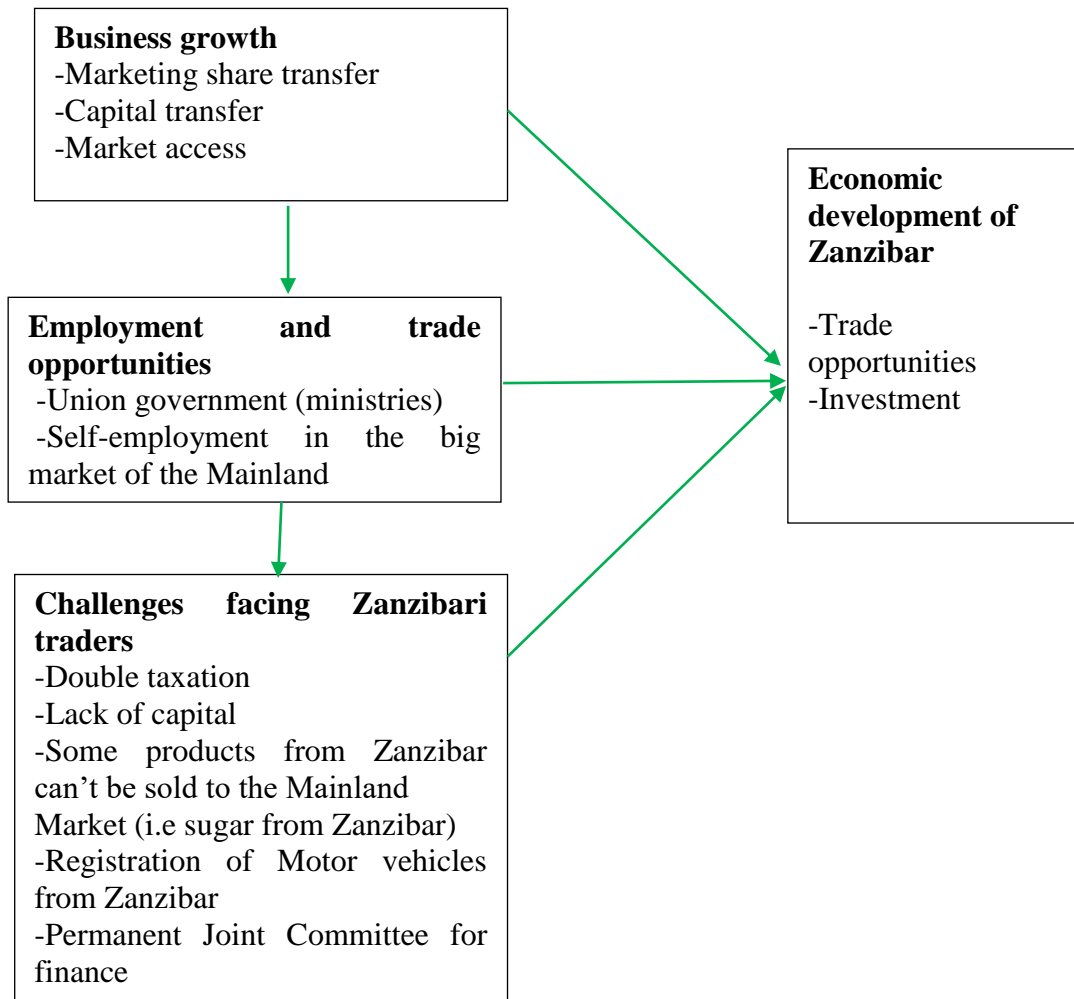 Business growth
-Marketing share transfer
-Capital transfer
-Market access
Employment and trade
opportunities
-Union government (ministries)
-Self-employment in the big
market of the Mainland
Challenges facing Zanzibari
traders
-Double taxation
-Lack of capital
-Some products from Zanzibar
can’t be sold to the Mainland
Market (i.e sugar from Zanzibar)
-Registration of Motor vehicles
from Zanzibar
-Permanent Joint Committee for
finance
Economic
development of
Zanzibar
-Trade
opportunities
-Investment